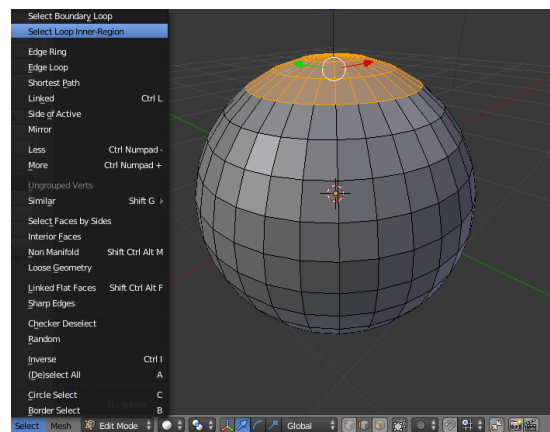 Select Boundary Loop
Select Loop Inner-Region
Edge Ring
Edge Loop
Shortest Path
Linked Ctrl L
Side of Active
Mirror
Less Ctrl Numpad -
More Ctrl Numpad +
Ungrouped Verts
Similar Shift G
Select Faces by Sides
Interior Faces
Non Manifold Shift Ctrl Alt M
Loose Geometry
Linked Flat Faces Shift Ctrl Alt F
Sharp Edges
Checker Deselect
Random
Inverse Ctrl I
(De)select All A
Circle Select C
(1) Sphere
Border Select B
Select Mesh Edit Mode Global